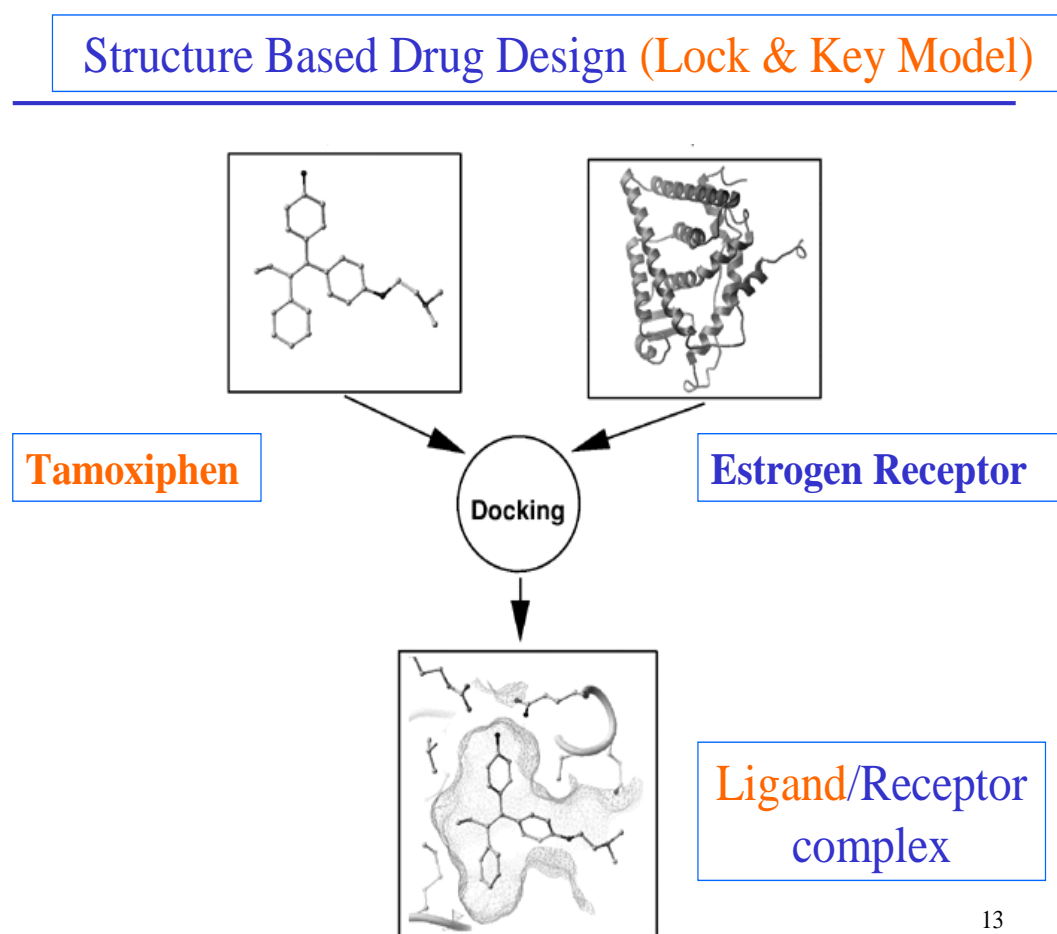 Structure Based Drug Design (Lock & Key Model)
Tamoxiphen
Estrogen Receptor
Docking
Ligand/Receptor
complex
13